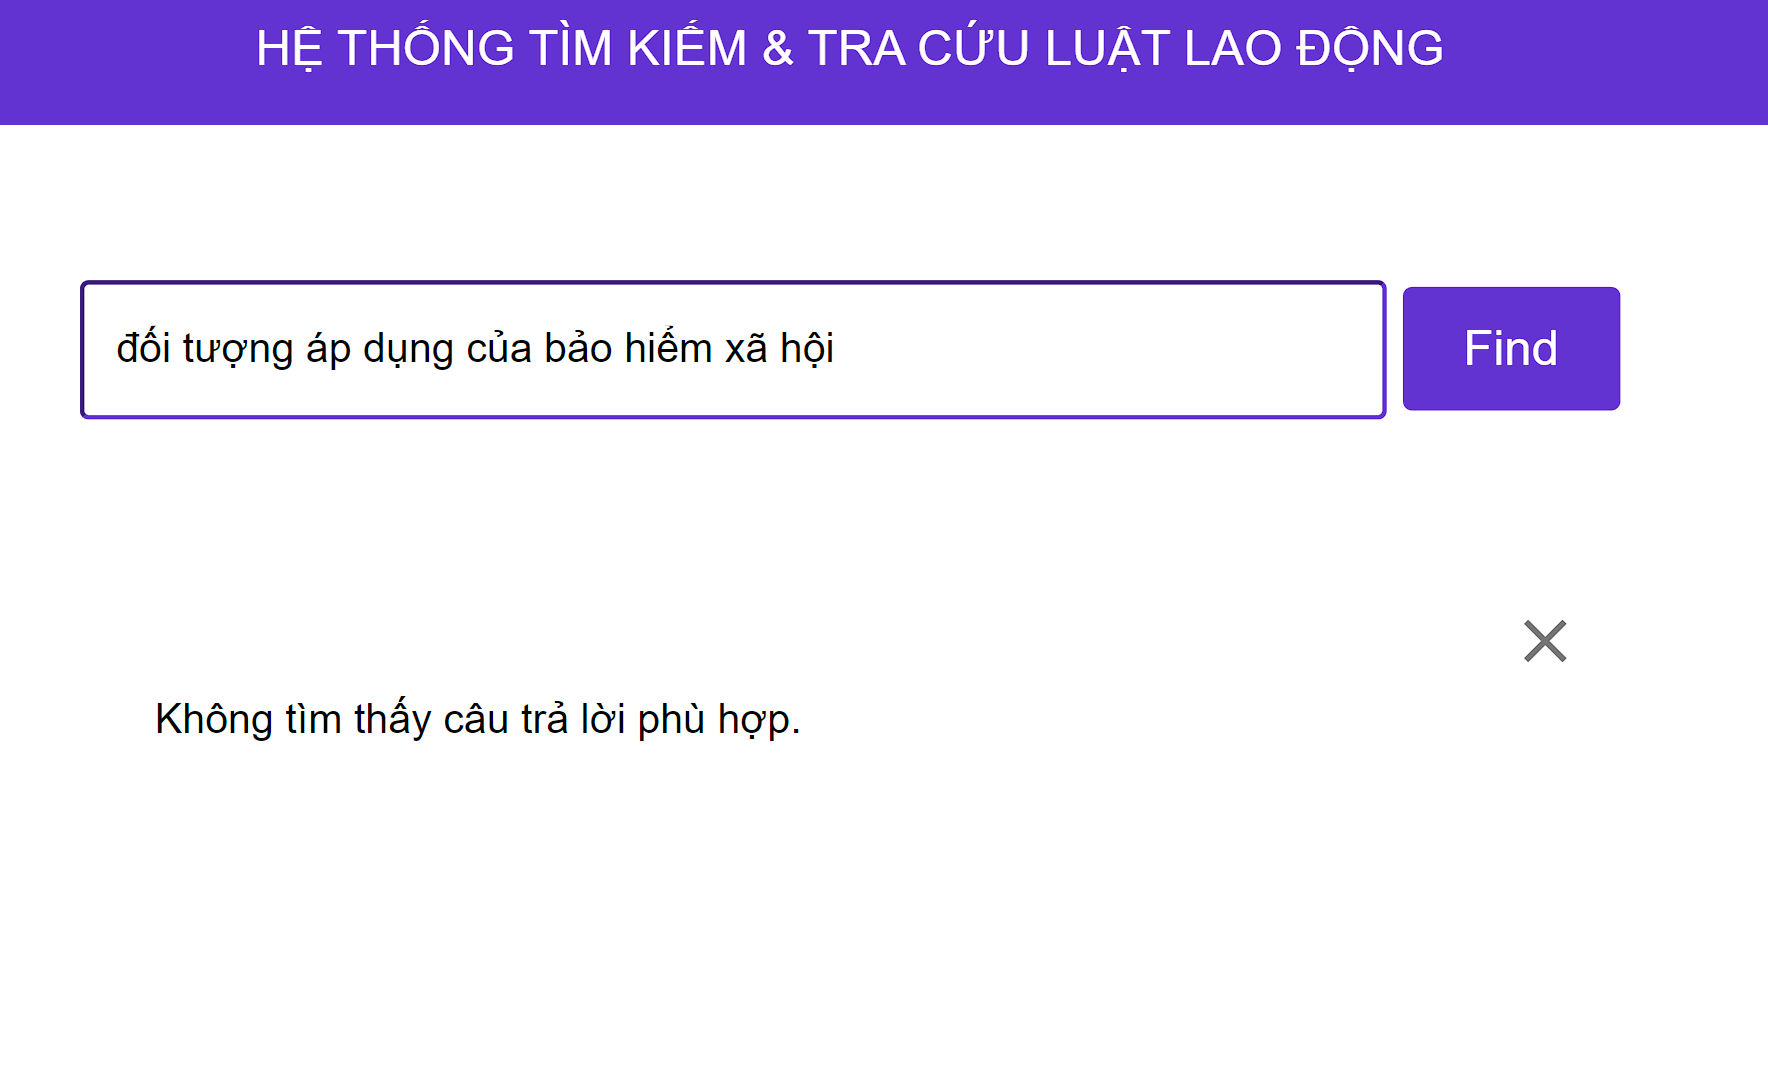 HỆ THỐNG TÌM KIẾM & TRA CỨU LUẬT LAO ĐỘNG
đối tượng áp dụng của bảo hiểm xã hội
Find
Không tìm thấy câu trả lời phù hợp.